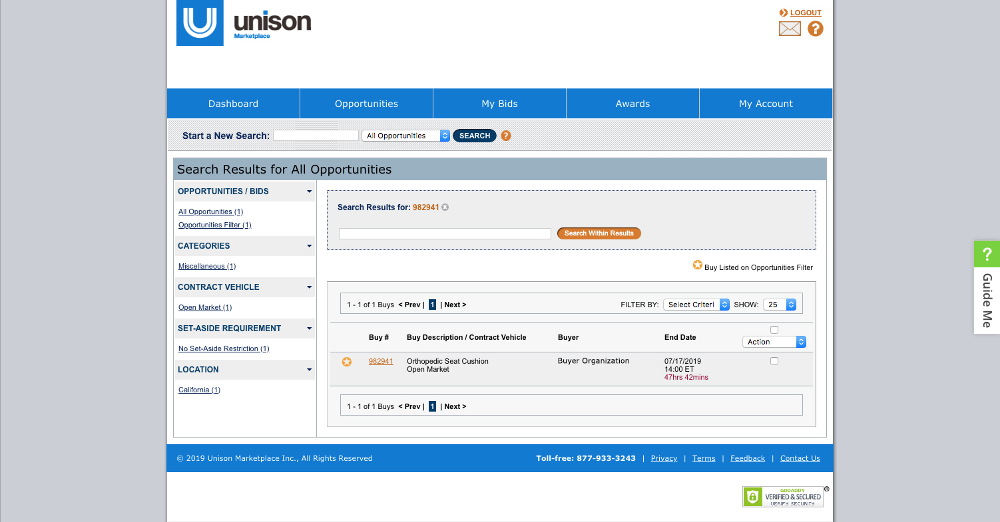 unison
Marketplace
LOGOUT
?
Dashboard Opportunities My Bids Awards My Account
Start a New Search: All Opportunities SEARCH ?
Search Results for All Opportunities
OPPORTUNITIES / BIDS
All Opportunities (1)
Opportunities Filter (1)
CATEGORIES
Miscellaneous (1)
CONTRACT VEHICLE
Open Market (1)
SET-ASIDE REQUIREMENT
No Set-Aside Restriction (1)
LOCATION
California (1)
Search Results for: 982941
Search Within Results
Buy Listed on Opportunities Filter
1 - 1 of 1 Buys < Prev | 1 | Next > FILTER BY: Select Criteri SHOW: 25
Buy # Buy Description / Contract Vehicle Buyer End Date Action
982941 Orthopedic Seat Cushion Buyer Organization 07/17/2019
Open Market 14:00 ET
47hrs 42mins
1 - 1 of 1 Buys < Prev | 1 | Next >
? Guide Me
© 2019 Unison Marketplace Inc., All Rights Reserved Toll-free: 877-933-3243 | Privacy | Terms | Feedback | Contact Us
GODADDY
VERIFIED & SECURED ®
VERIFY SECURITY